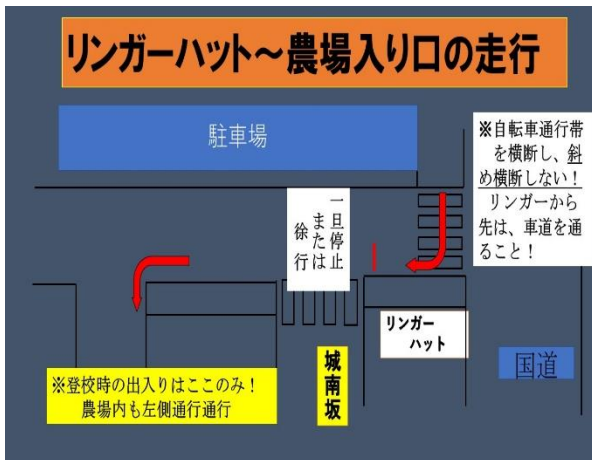 リンガーハット～農場入り口の走行
駐車場
※自転車通行帯
を横断し、斜
め横断しない！
リンガーから
先は、車道を通
ること！
一旦停止
または
徐行
リンガー
ハット
国道
城南坂
※登校時の出入りはここのみ！
農場内も左側通行通行